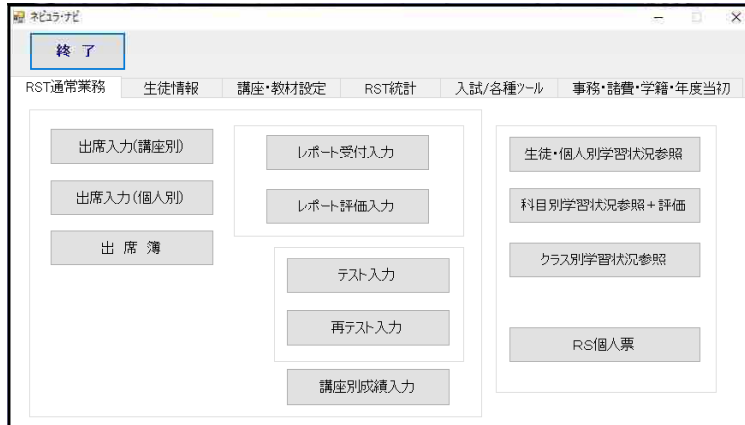 ネビュラ・ナビ
終 了
RST通常業務 生徒情報 講座・教材設定 RST統計 入試/各種ツール 事務・諸費・学籍・年度当初
出席入力(講座別)
出席入力(個人別)
出 席 簿
レポート受付入力
レポート評価入力
テスト入力
再テスト入力
講座別成績入力
生徒・個人別学習状況参照
科目別学習状況参照+評価
クラス別学習状況参照
RS個人票